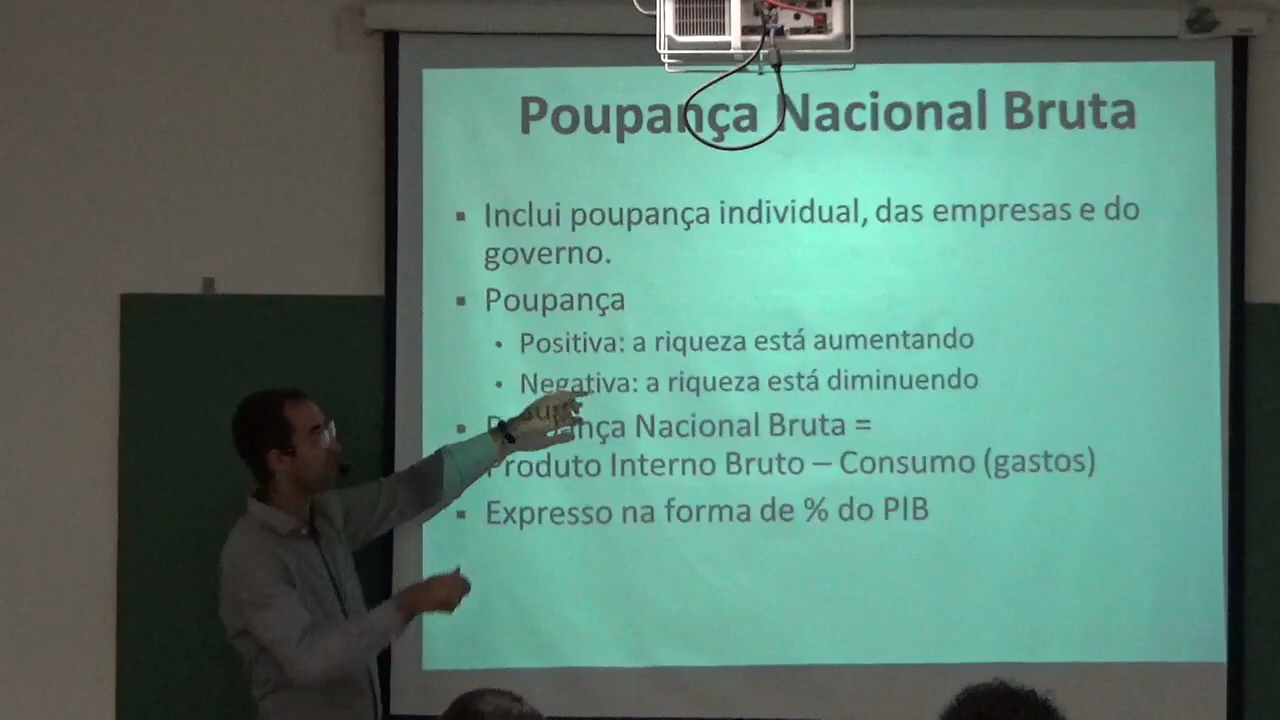 Poupança Nacional Bruta
▪ Inclui poupança individual, das empresas e do
governo.
▪ Poupança
• Positiva: a riqueza está aumentando
• Negativa: a riqueza está diminuendo
▪ Poupança Nacional Bruta =
Produto Interno Bruto – Consumo (gastos)
▪ Expresso na forma de % do PIB